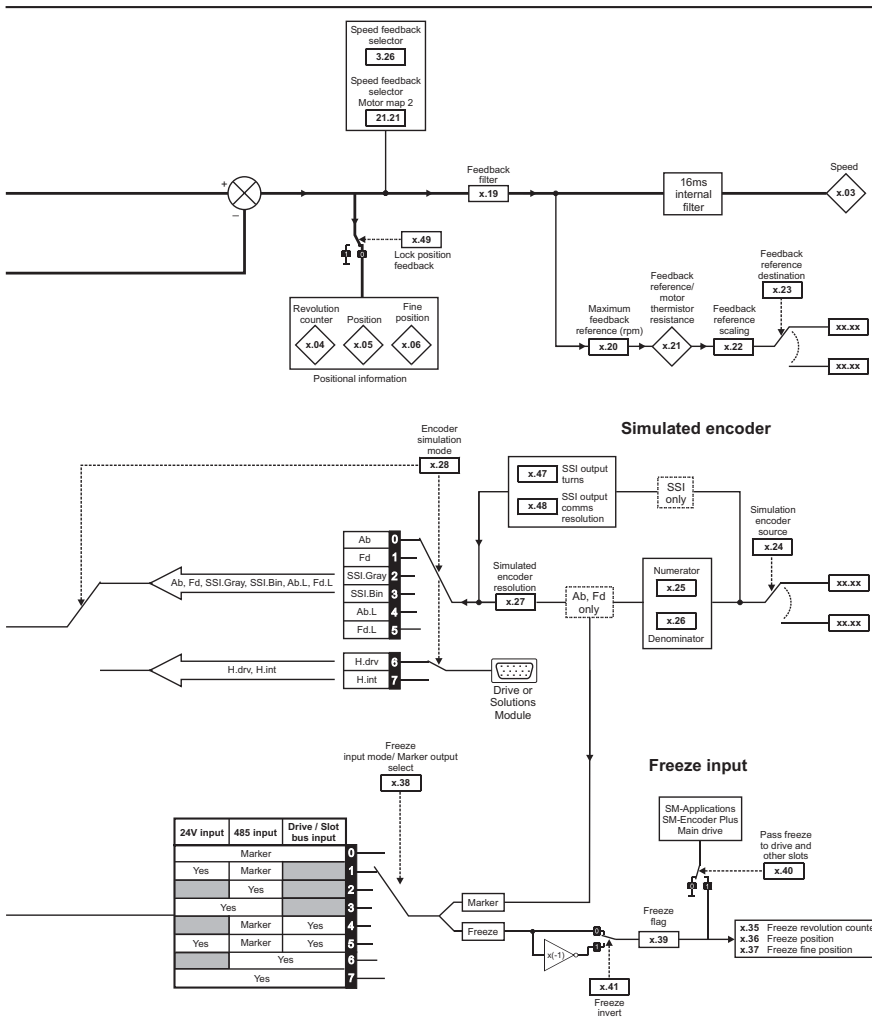 Speed feedback
selector
3.26
Speed feedback
selector
Motor map 2
21.21
+
–
Feedback
filter
x.19
16ms
internal
filter
Speed
x.03
x.49
Lock position
feedback
1 0
Revolution
counter
x.04
Position
x.05
Fine
position
x.06
Positional information
Maximum
feedback
reference (rpm)
x.20
Feedback
reference/
motor
thermistor
resistance
x.21
Feedback
reference
scaling
x.22
Feedback
reference
destination
x.23
xx.xx
xx.xx
Simulated encoder
Encoder
simulation
mode
x.28
x.47 SSI output
turns
x.48 SSI output
comms
resolution
SSI
only
Simulation
encoder
source
x.24
Ab, Fd, SSI.Gray, SSI.Bin, Ab.L, Fd.L
Ab 0
Fd 1
SSI.Gray 2
SSI.Bin 3
Ab.L 4
Fd.L 5
Simulated
encoder
resolution
x.27
Ab, Fd
only
Numerator
x.25
x.26
Denominator
xx.xx
xx.xx
H.drv, H.int
H.drv 6
H.int 7
Drive or
Solutions
Module
Freeze
input mode/ Marker output
select
x.38
Freeze input
24V input 485 input Drive / Slot
bus input
Marker 0
Yes Marker 1
Yes 2
Yes 3
Marker Yes 4
Yes Marker Yes 5
Yes 6
Yes 7
Marker
Freeze
x(-1)
0
1
x.41
Freeze
invert
Freeze
flag
x.39
SM-Applications
SM-Encoder Plus
Main drive
0 1
Pass freeze
to drive and
other slots
x.40
x.35 Freeze revolution counte
x.36 Freeze position
x.37 Freeze fine position